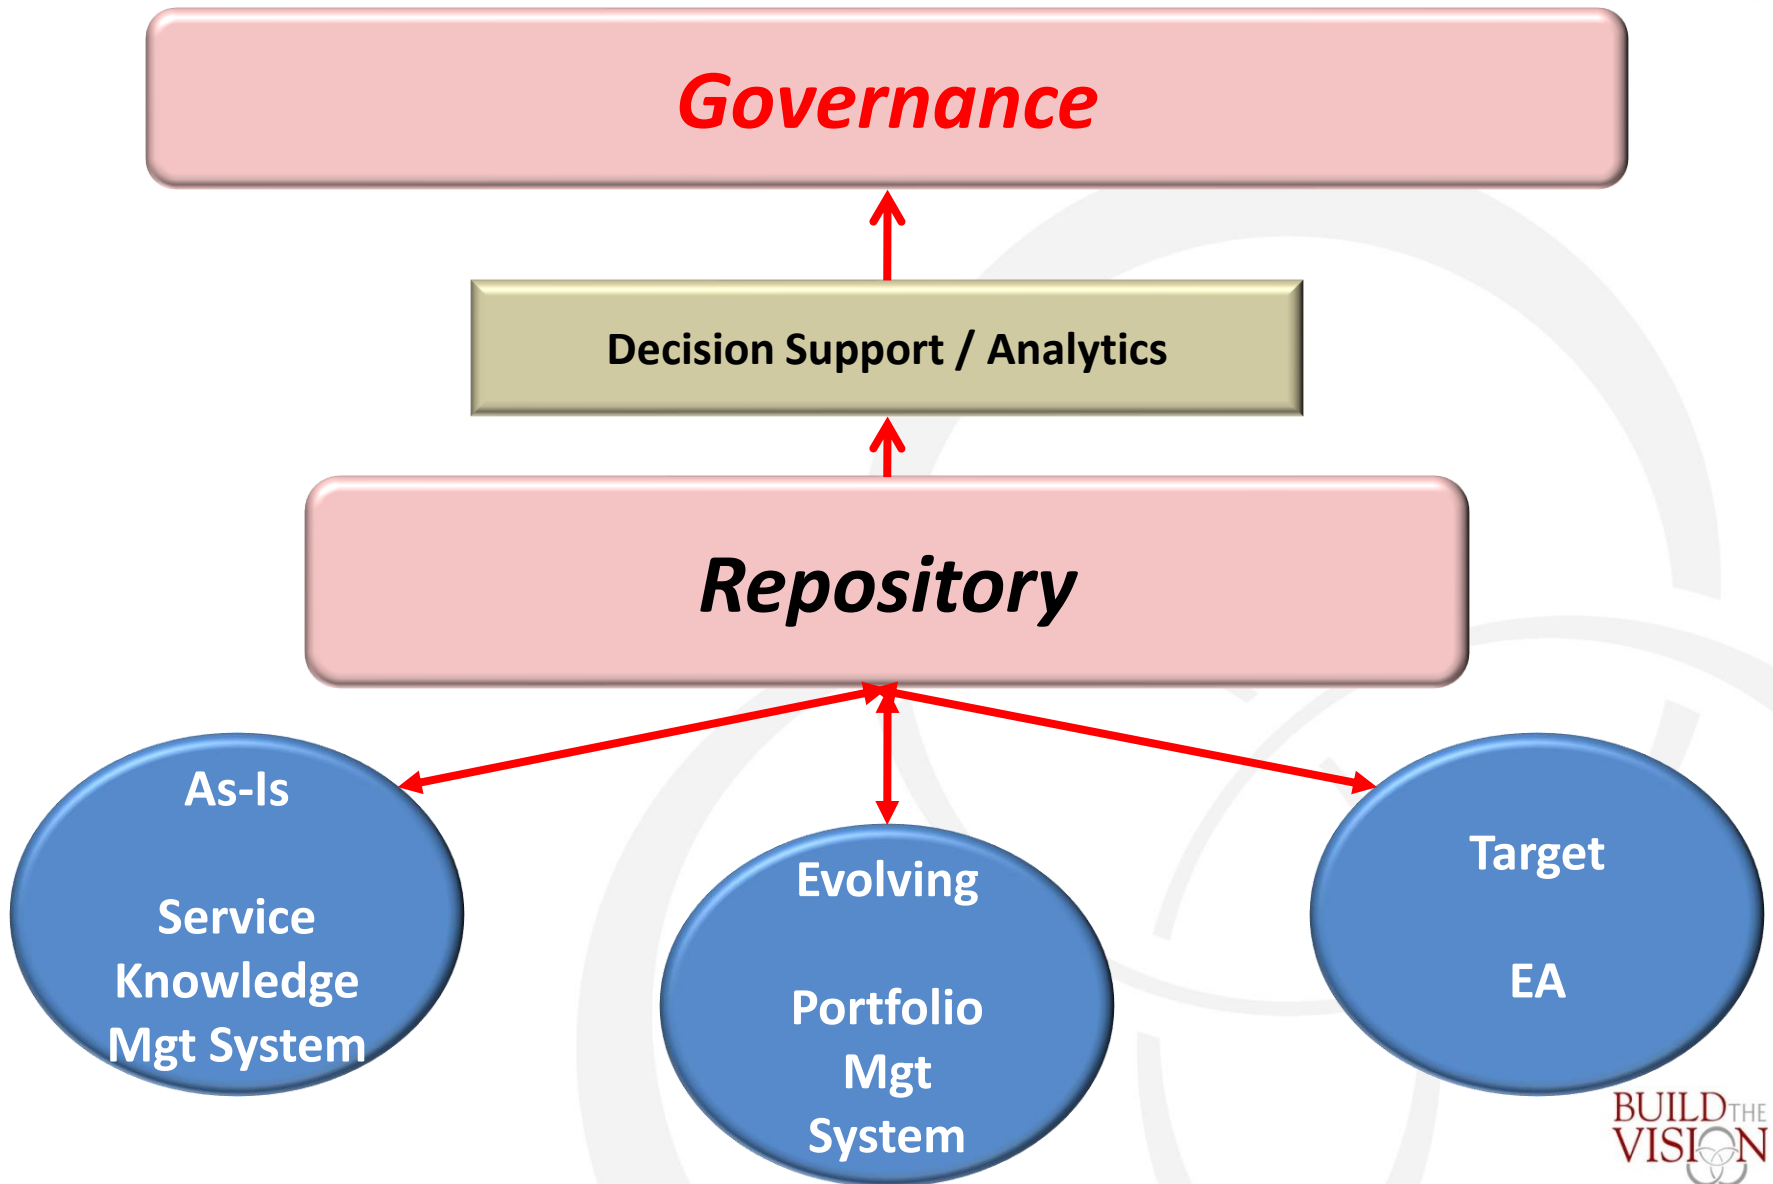 Governance
Decision Support / Analytics
Repository
As-Is
Service
Knowledge
Mgt System
Evolving
Portfolio
Mgt
System
Target
EA
BUILD THE
VISION